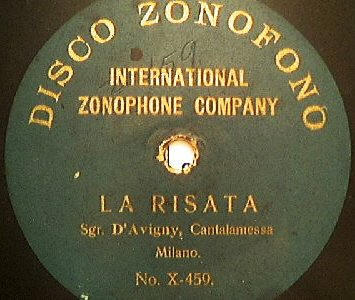 DISCO ZONOFONO
INTERNATIONAL
ZONOPHONE COMPANY
LA RISATA
Sgr. D'Avigny, Cantalamessa
Milano.
No. X-459.